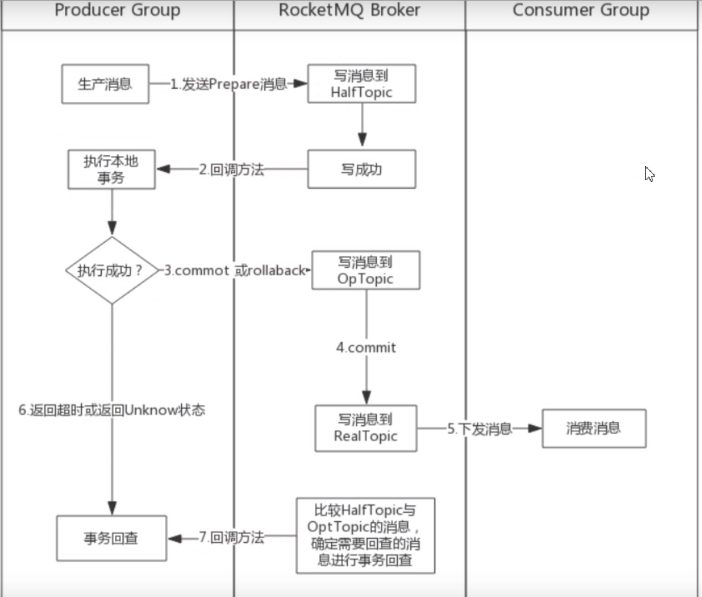 Producer Group
RocketMQ Broker
Consumer Group
生产消息
1.发送Prepare消息
写消息到
HalfTopic
执行本地
事务
2.回调方法
写成功
执行成功？
3.commot 或rollaback
写消息到
OpTopic
4.commit
6.返回超时或返回Unknow状态
写消息到
RealTopic
5.下发消息
消费消息
事务回查
7.回调方法
比较HalfTopic与
OptTopic的消息，
确定需要回查的消
息进行事务回查